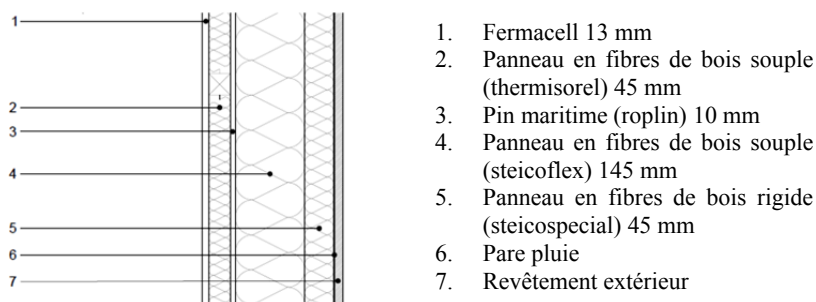 1
2
3
4
5
6
7
1. Fermacell 13 mm
2. Panneau en fibres de bois souple
(thermisorel) 45 mm
3. Pin maritime (roplin) 10 mm
4. Panneau en fibres de bois souple
(steicoflex) 145 mm
5. Panneau en fibres de bois rigide
(steicospecial) 45 mm
6. Pare pluie
7. Revêtement extérieur